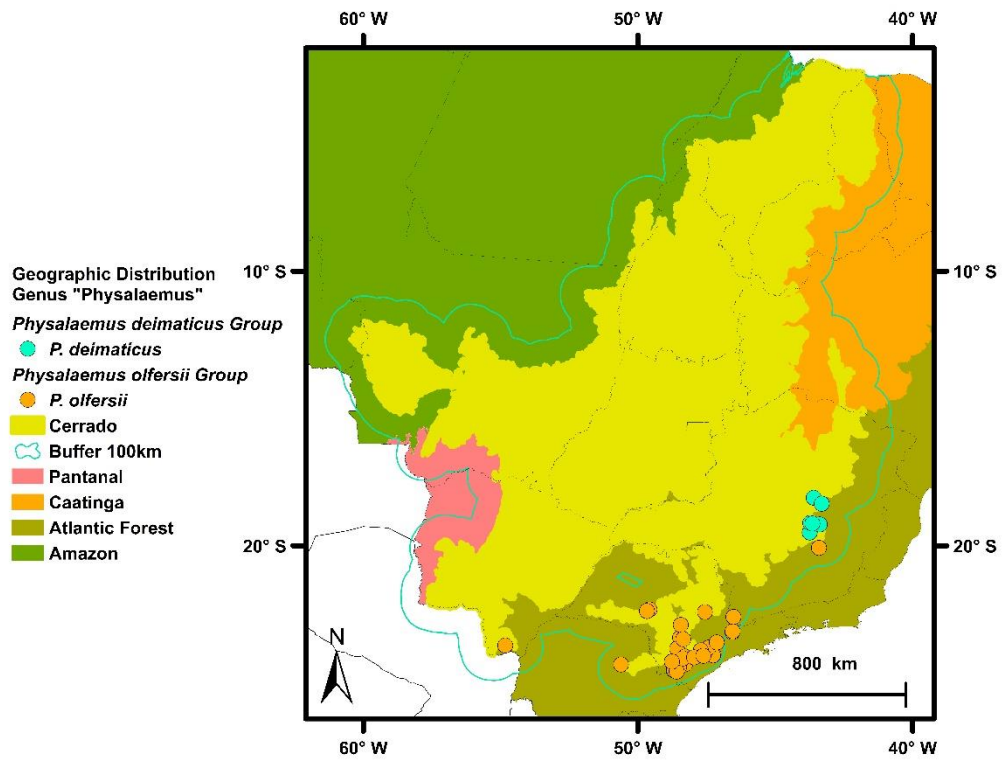 60° W 50° W 40° W
Geographic Distribution
Genus "Physalaemus"
Physalaemus deimaticus Group
P. deimaticus
Physalaemus olfersii Group
P. olfersii
Cerrado
Buffer 100km
Pantanal
Caatinga
Atlantic Forest
Amazon
10° S 10° S
20° S 20° S
N
800 km
60° W 50° W 40° W